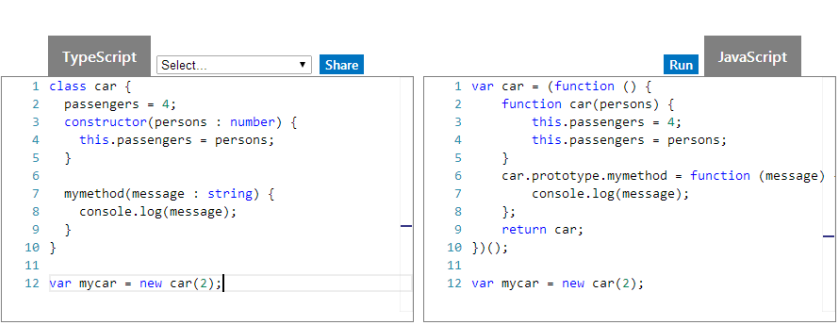 TypeScript
Select...
Share
1 class car {
2   passengers = 4;
3   constructor(persons : number) {
4     this.passengers = persons;
5   }
6
7   mymethod(message : string) {
8     console.log(message);
9   }
10 }
11
12 var mycar = new car(2);
Run
JavaScript
1 var car = (function () {
2     function car(persons) {
3         this.passengers = 4;
4         this.passengers = persons;
5     }
6     car.prototype.mymethod = function (message)
7         console.log(message);
8     };
9     return car;
10 })();
11
12 var mycar = new car(2);